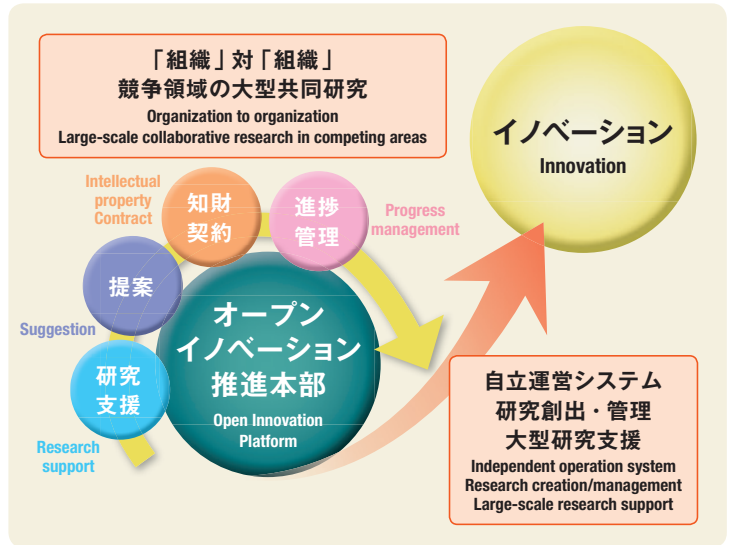 「組織」対「組織」
競争領域の大型共同研究
Organization to organization
Large-scale collaborative research in competing areas
イノベーション
Innovation
Intellectual
property
Contract
知財
契約
進捗
管理
Progress
management
提案
Suggestion
研究
支援
Research
support
オープン
イノベーション
推進本部
Open Innovation
Platform
自立運営システム
研究創出・管理
大型研究支援
Independent operation system
Research creation/management
Large-scale research support